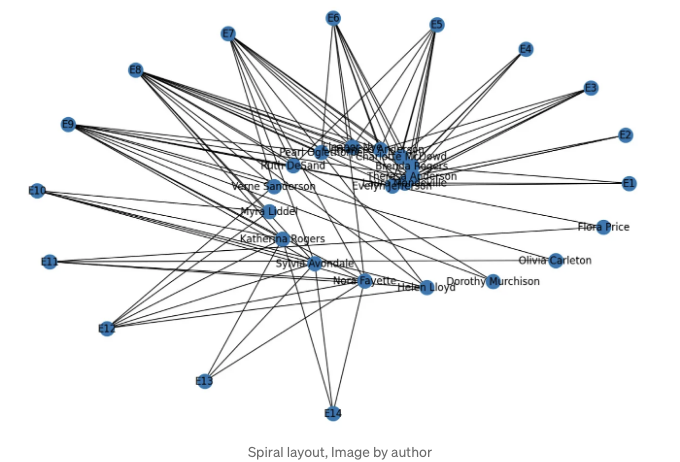 E6
E5
E7
E4
E8
E3
E9
E2
Pearl Oglethorpe
Charlotte McDowd
Ruth DeSand
Brenda Rogers
Theresa Anderson
E1
Verne Sanderson
Evelyn Jefferson
E10
Myra Liddel
Flora Price
Katherina Rogers
E11
Sylvia Avondale
Olivia Carleton
Nora Fayette
Helen Lloyd
Dorothy Murchison
E12
E13
E14
Spiral layout, Image by author